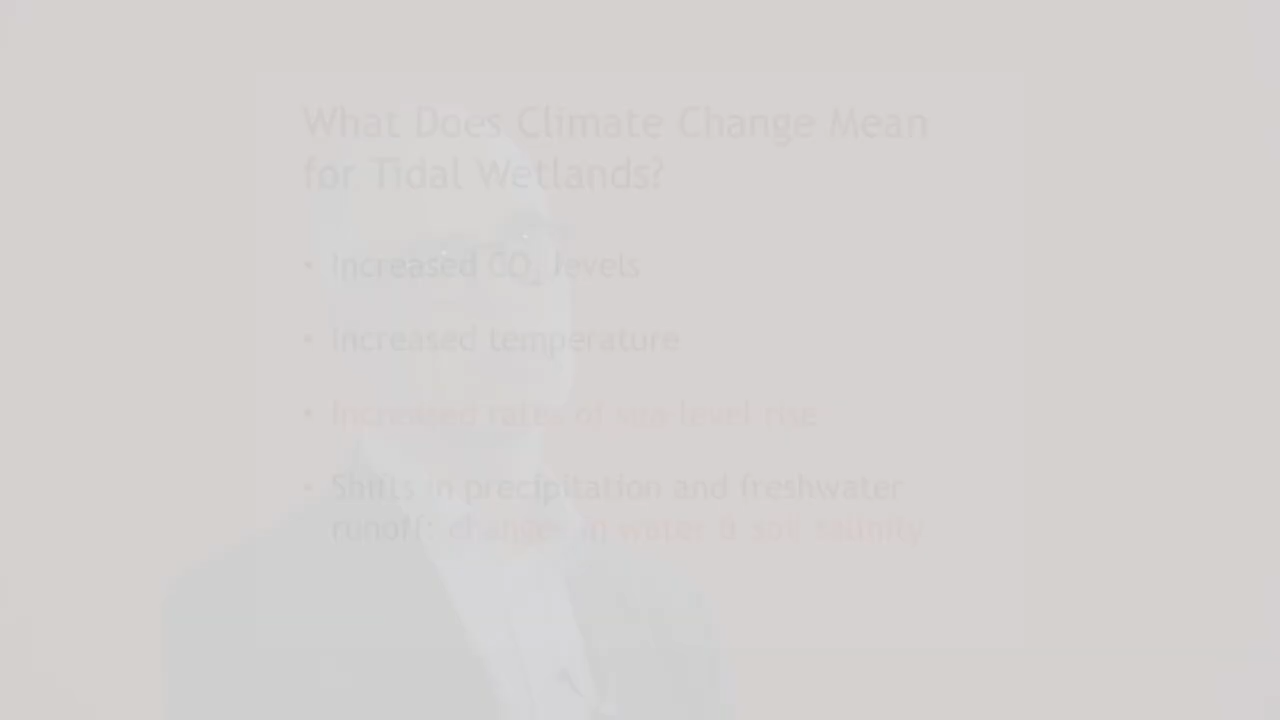 What Does Climate Change Mean
for Tidal Wetlands?
• Increased CO₂ levels
• Increased temperature
• Increased rates of sea-level rise
• Shifts in precipitation and freshwater
runoff: changes in water & soil salinity